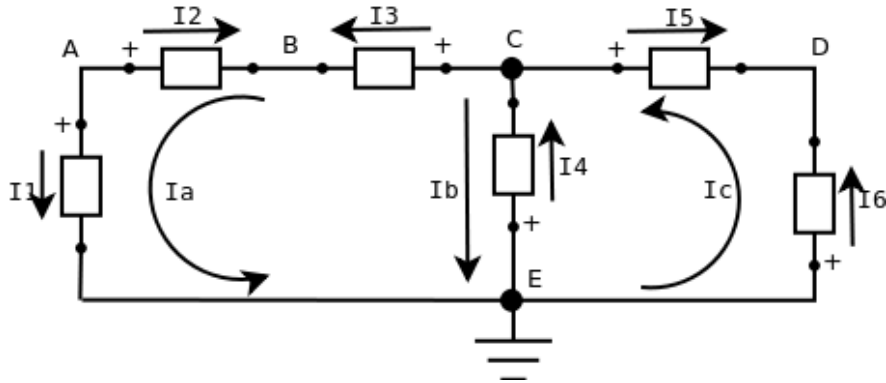 I2
I3
I5
A
+
B
+
C
+
D
+
I1
Ia
Ib
I4
Ic
I6
+
+
E